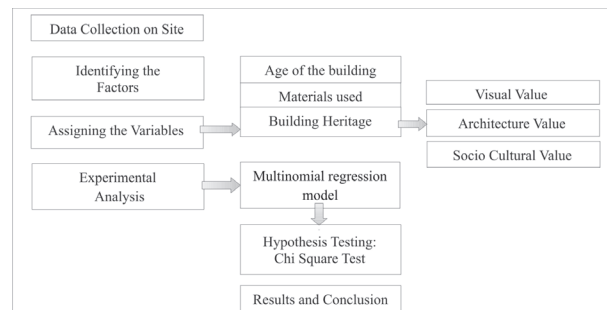 Data Collection on Site
Identifying the
Factors
Assigning the Variables
Experimental
Analysis
Age of the building
Materials used
Building Heritage
Multinomial regression
model
Hypothesis Testing:
Chi Square Test
Results and Conclusion
Visual Value
Architecture Value
Socio Cultural Value